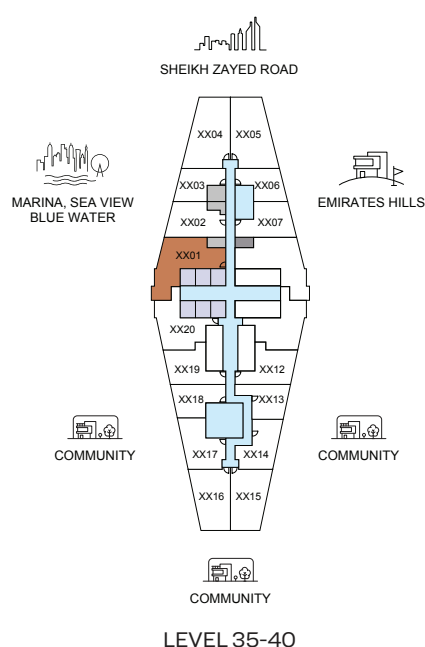 SHEIKH ZAYED ROAD
XX04 XX05
XX03 XX06
MARINA, SEA VIEW
BLUE WATER
EMIRATES HILLS
XX02 XX07
XX01
XX20
XX19 XX12
XX18 XX13
COMMUNITY
COMMUNITY
XX17 XX14
XX16 XX15
COMMUNITY
LEVEL 35-40